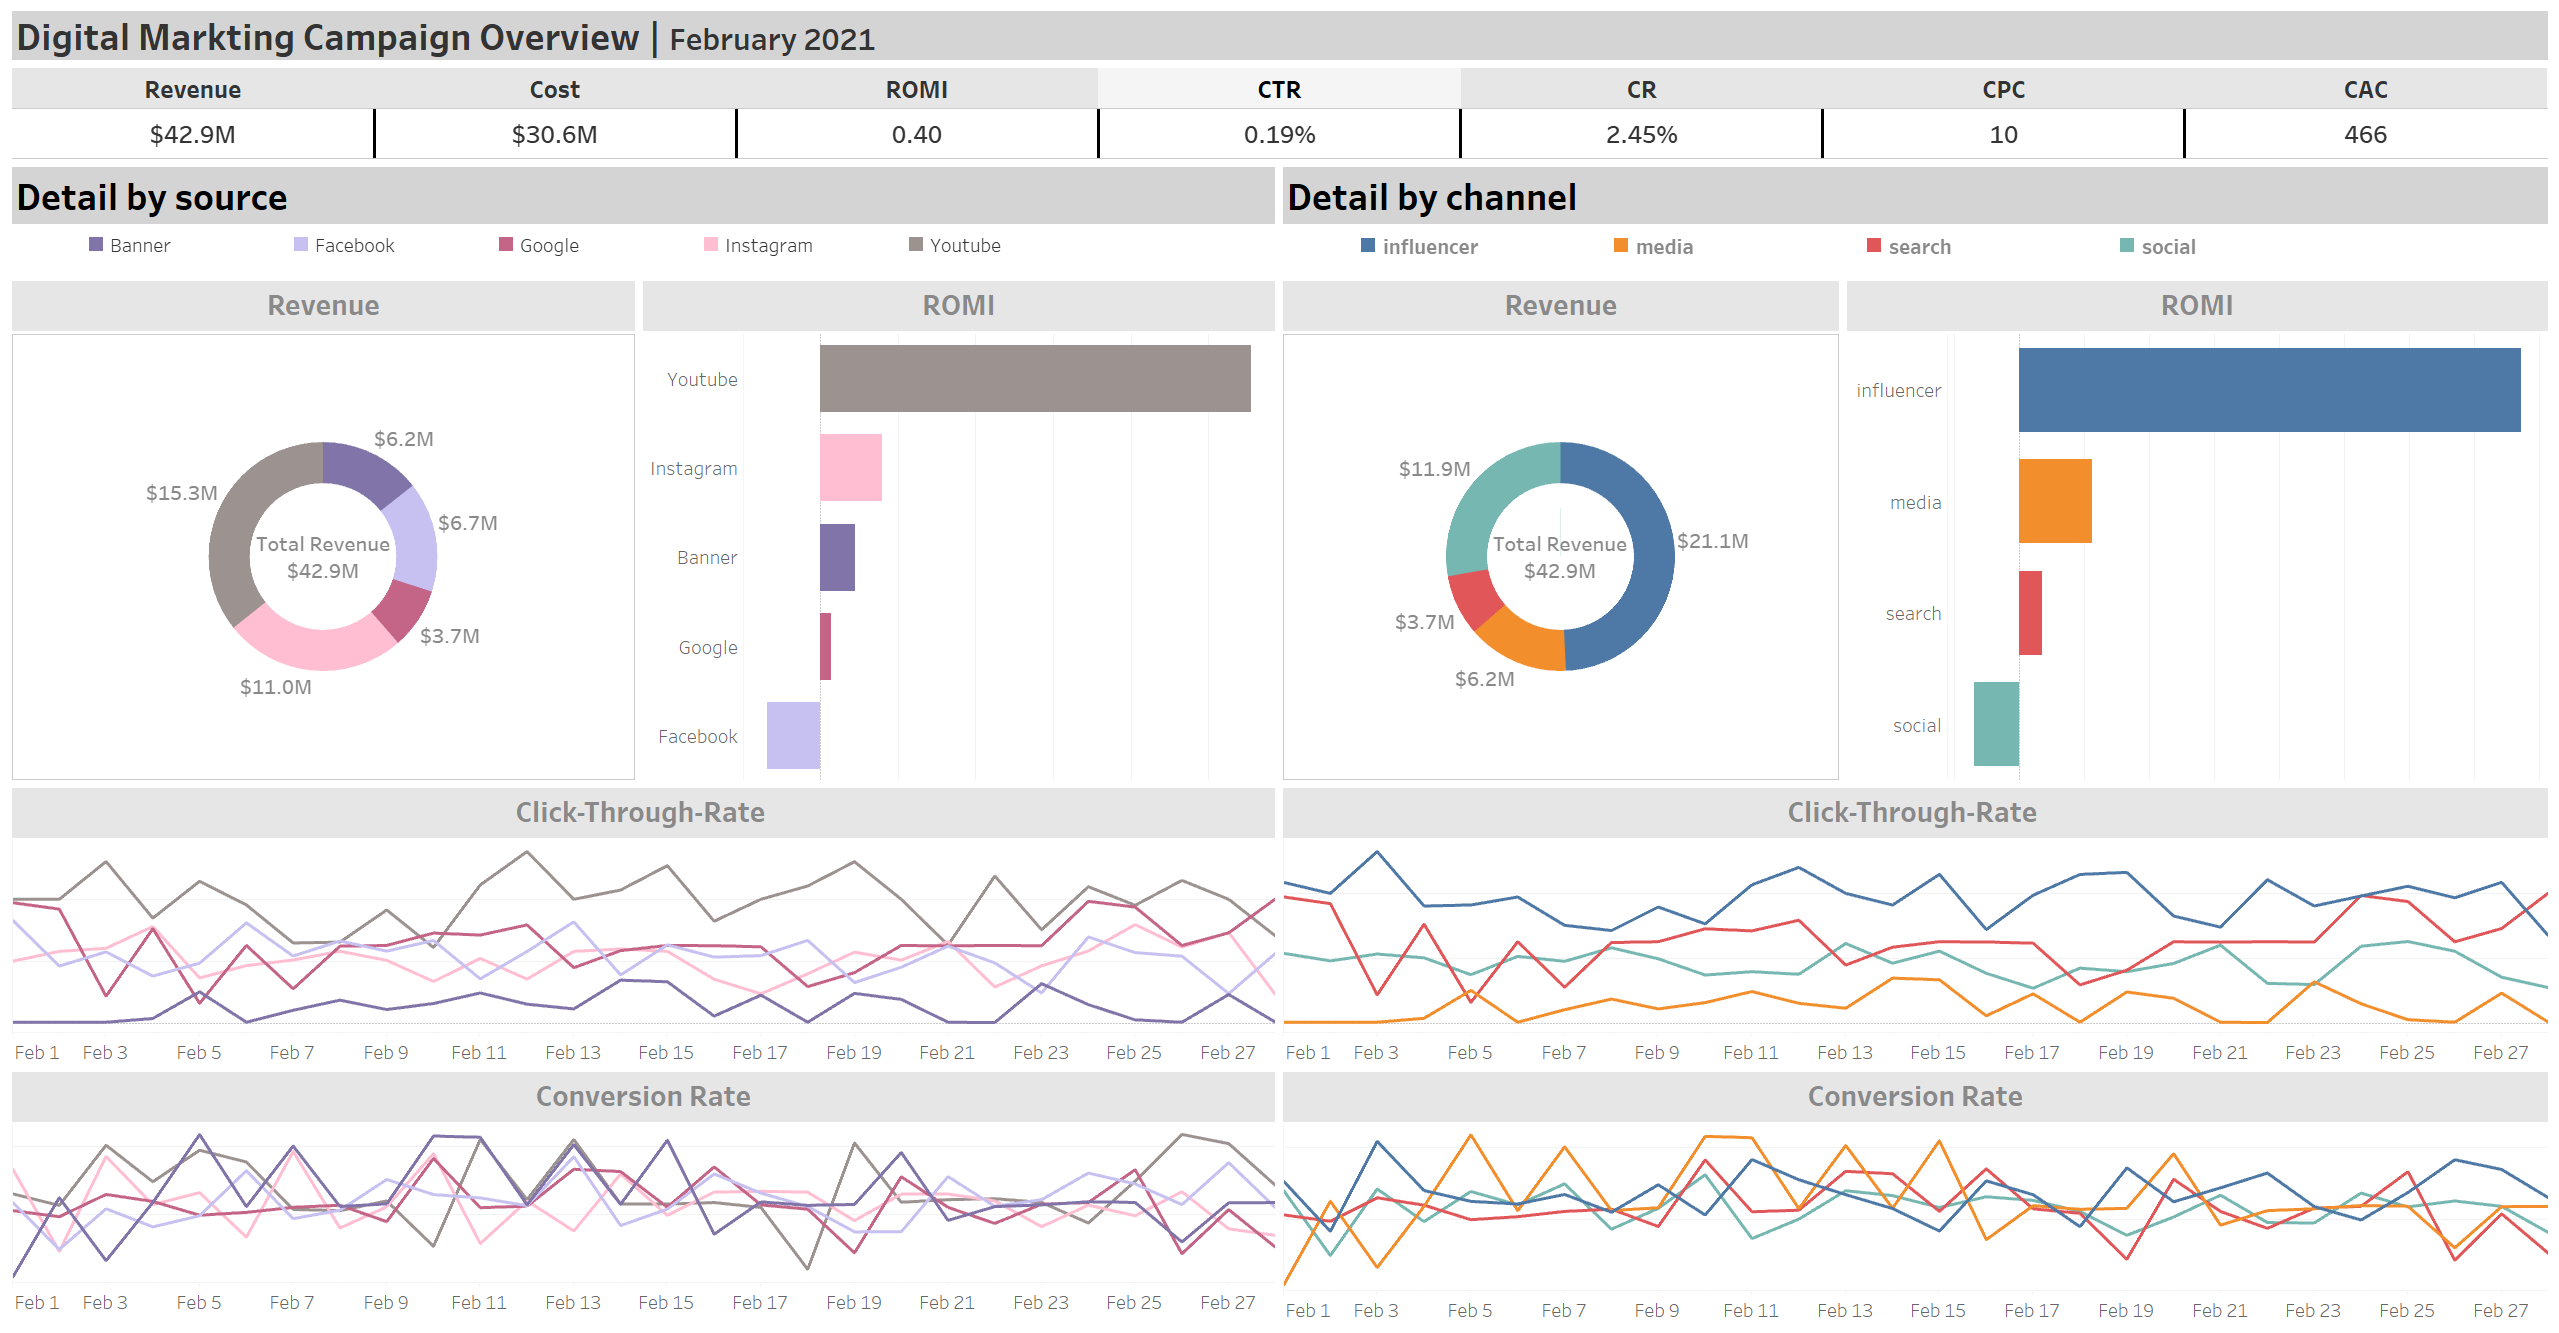 Digital Markting Campaign Overview | February 2021
Revenue Cost ROMI CTR CR CPC CAC
$42.9M $30.6M 0.40 0.19% 2.45% 10 466
Detail by source
Banner Facebook Google Instagram Youtube
Revenue
$6.2M
$15.3M
$6.7M
Total Revenue
$42.9M
$3.7M
$11.0M
ROMI
Youtube
Instagram
Banner
Google
Facebook
Click-Through-Rate
Feb 1 Feb 3 Feb 5 Feb 7 Feb 9 Feb 11 Feb 13 Feb 15 Feb 17 Feb 19 Feb 21 Feb 23 Feb 25 Feb 27
Conversion Rate
Feb 1 Feb 3 Feb 5 Feb 7 Feb 9 Feb 11 Feb 13 Feb 15 Feb 17 Feb 19 Feb 21 Feb 23 Feb 25 Feb 27
Detail by channel
influencer media search social
Revenue
$11.9M
$21.1M
Total Revenue
$42.9M
$3.7M
$6.2M
ROMI
influencer
media
search
social
Click-Through-Rate
Feb 1 Feb 3 Feb 5 Feb 7 Feb 9 Feb 11 Feb 13 Feb 15 Feb 17 Feb 19 Feb 21 Feb 23 Feb 25 Feb 27
Conversion Rate
Feb 1 Feb 3 Feb 5 Feb 7 Feb 9 Feb 11 Feb 13 Feb 15 Feb 17 Feb 19 Feb 21 Feb 23 Feb 25 Feb 27